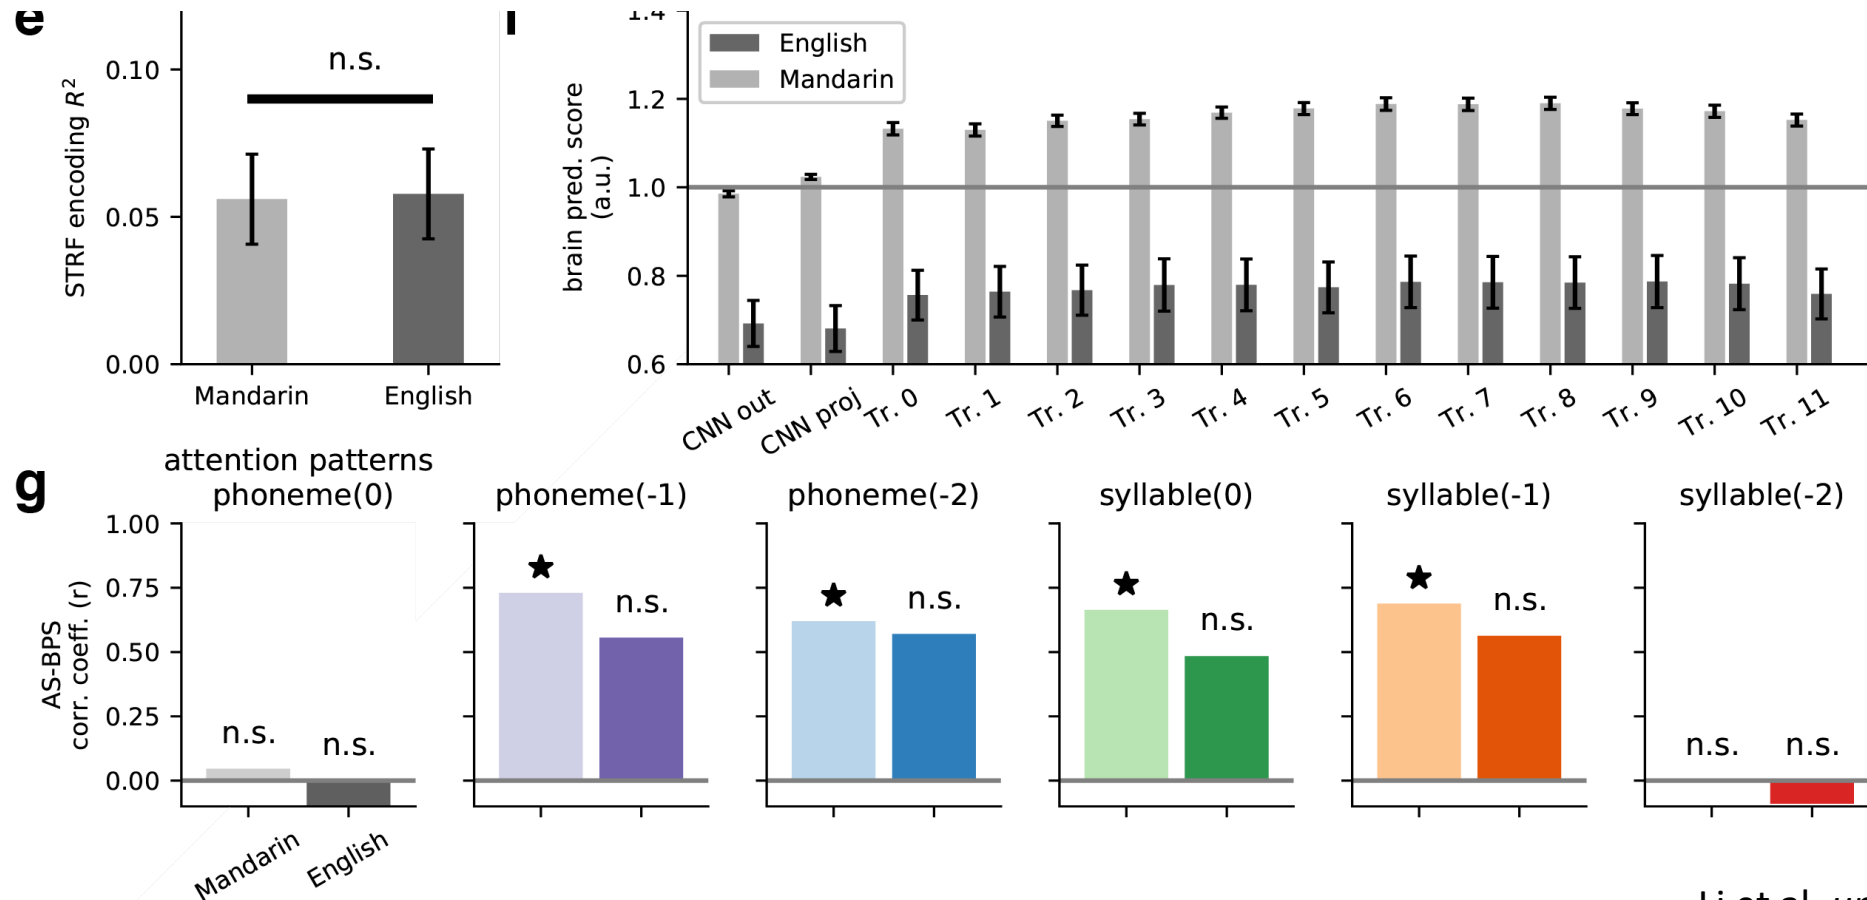 e
n.s.
0.10
0.05
0.00
STRF encoding R²
Mandarin English
1.4
1.2
1.0
0.8
0.6
brain pred. score
(a.u.)
English
Mandarin
CNN out CNN proj Tr. 0 Tr. 1 Tr. 2 Tr. 3 Tr. 4 Tr. 5 Tr. 6 Tr. 7 Tr. 8 Tr. 9 Tr. 10 Tr. 11
g
attention patterns
phoneme(0) phoneme(-1) phoneme(-2) syllable(0) syllable(-1) syllable(-2)
1.00
0.75
0.50
0.25
0.00
AS-BPS
corr. coeff. (r)
n.s. n.s. n.s. n.s. n.s. n.s. n.s. n.s.
Mandarin English